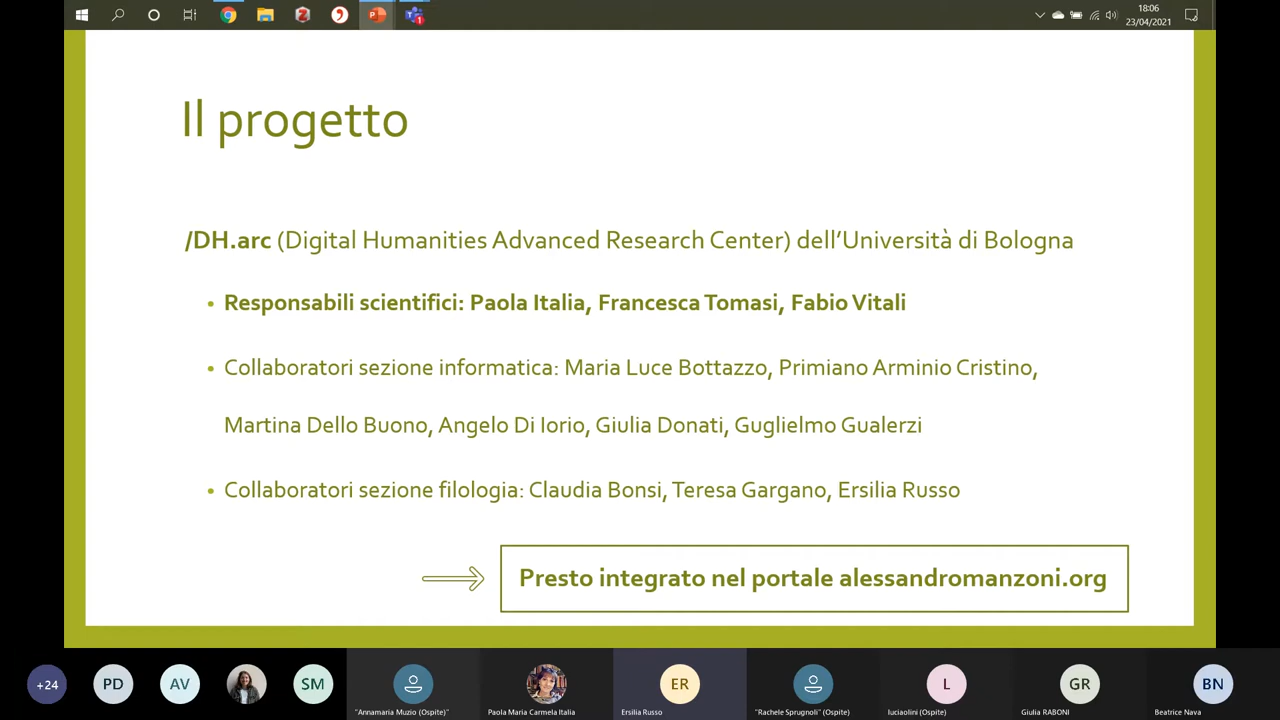 18:06
23/04/2021
Il progetto
/DH.arc (Digital Humanities Advanced Research Center) dell’Università di Bologna
• Responsabili scientifici: Paola Italia, Francesca Tomasi, Fabio Vitali
• Collaboratori sezione informatica: Maria Luce Bottazzo, Primiano Arminio Cristino,
Martina Dello Buono, Angelo Di Iorio, Giulia Donati, Guglielmo Gualerzi
• Collaboratori sezione filologia: Claudia Bonsi, Teresa Gargano, Ersilia Russo
Presto integrato nel portale alessandromanzoni.org
+24 PD AV SM ER L GR BN
"Annamaria Muzio (Ospite)" Paola Maria Carmela Italia Ersilia Russo "Rachele Sprugnoli" (Ospite) luciaolini (Ospite) Giulia RABONI Beatrice Nava